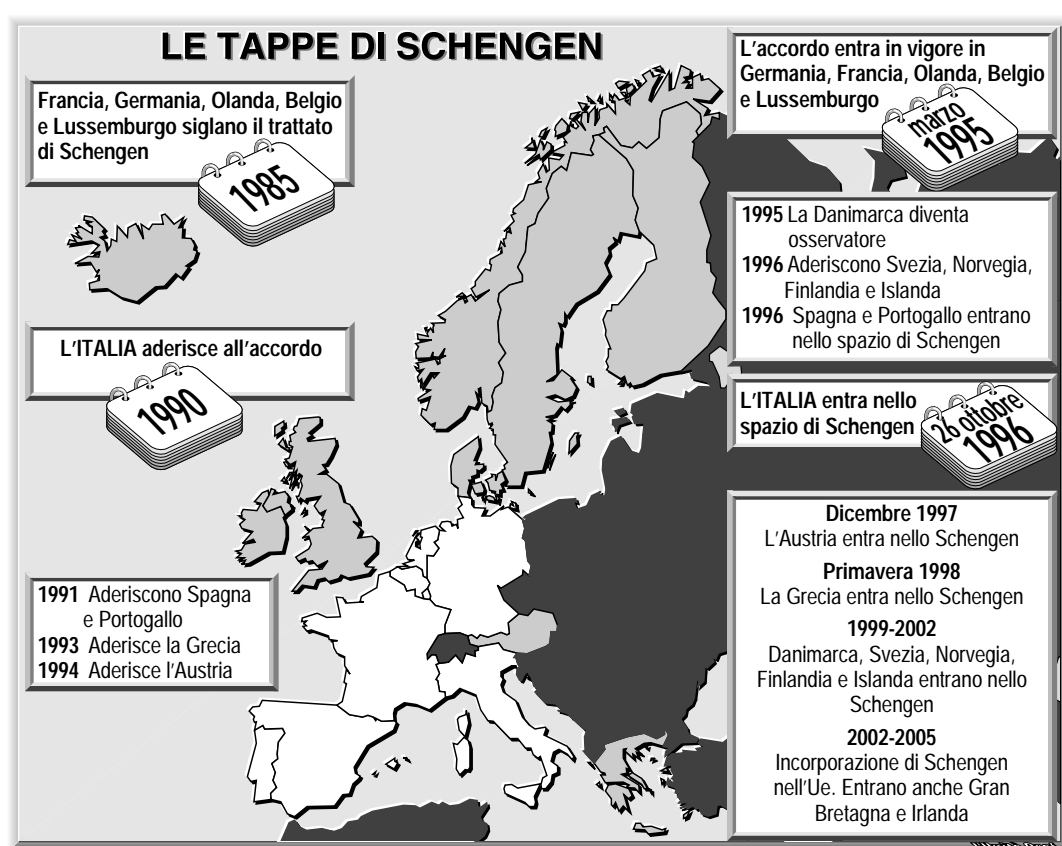 LE TAPPE DI SCHENGEN
Francia, Germania, Olanda, Belgio
e Lussemburgo siglano il trattato
di Schengen
1985
L'ITALIA aderisce all'accordo
1990
1991 Aderiscono Spagna
e Portogallo
1993 Aderisce la Grecia
1994 Aderisce l'Austria
L'accordo entra in vigore in
Germania, Francia, Olanda, Belgio
e Lussemburgo
marzo
1995
1995 La Danimarca diventa
osservatore
1996 Aderiscono Svezia, Norvegia,
Finlandia e Islanda
1996 Spagna e Portogallo entrano
nello spazio di Schengen
L'ITALIA entra nello
spazio di Schengen
26 ottobre
1996
Dicembre 1997
L'Austria entra nello Schengen
Primavera 1998
La Grecia entra nello Schengen
1999-2002
Danimarca, Svezia, Norvegia,
Finlandia e Islanda entrano nello
Schengen
2002-2005
Incorporazione di Schengen
nell'Ue. Entrano anche Gran
Bretagna e Irlanda